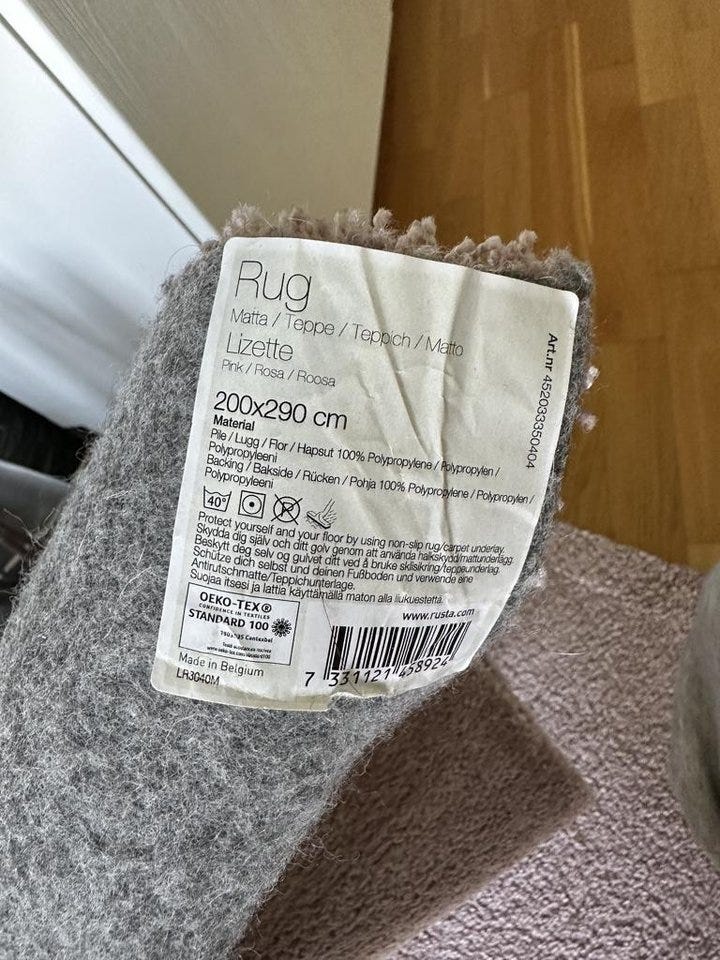 Rug
Matta / Teppe / Teppich / Matto
Lizette
Pink / Rosa / Roosa
200x290 cm
Material
Pile / Lugg / Flor / Hapsut 100% Polypropylene / Polypropylen /
Polypropyleeni
Backing / Bakside / Rücken / Pohja 100% Polypropylene / Polypropylen /
Polypropyleeni
40°
Protect yourself and your floor by using non-slip rug/carpet underlay.
Skydda dig själv och ditt golv genom att använda halkskydd/mattunderlägg.
Beskytt deg selv og gulvet ditt ved å bruke sklisikring/teppeunderlag.
Schütze dich selbst und deinen Fußboden und verwende eine
Antirutschmatte/Teppichunterlage.
Suojaa itsesi ja lattia käyttämällä maton alla liukuestettä.
OEKO-TEX®
CONFIDENCE IN TEXTILES
STANDARD 100
Centexbel
www.rusta.com
Made in Belgium
LR3040M
7 331121 458924
Art.nr 452033350404